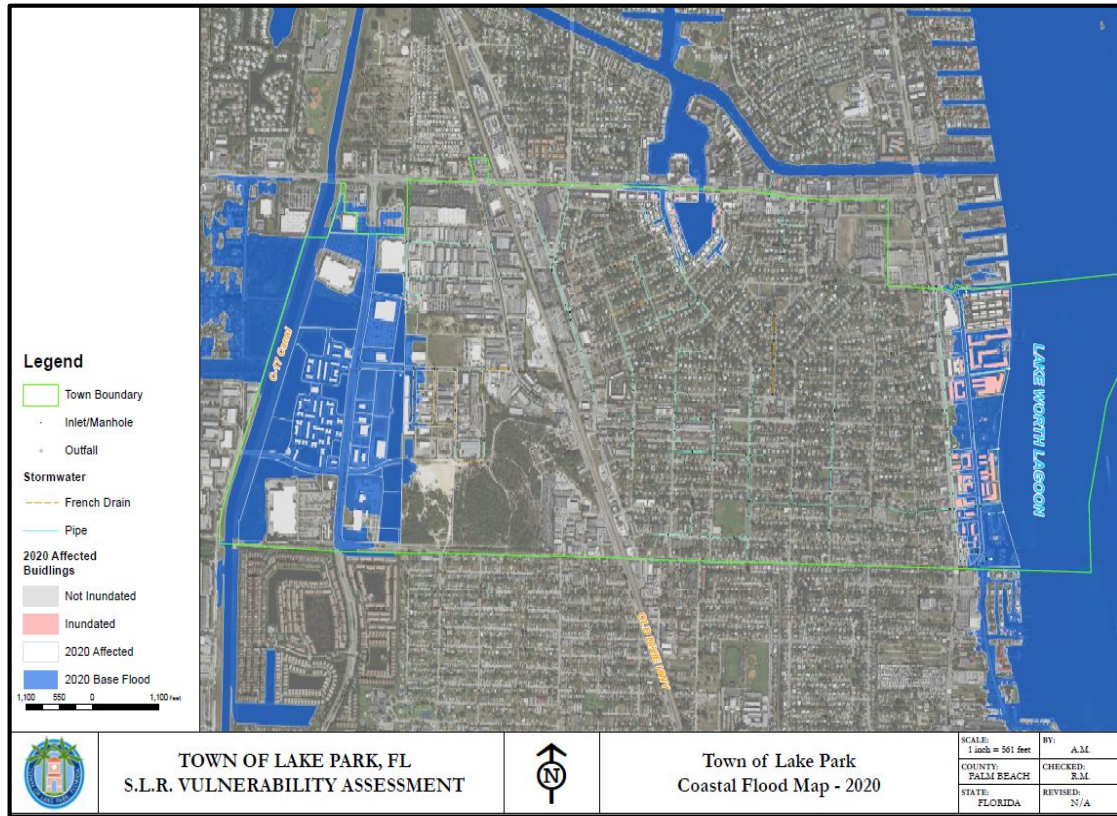 C-17 Canal
LAKE WORTH LAGOON
OLD DIXIE HWY
Legend
Town Boundary
Inlet/Manhole
Outfall
Stormwater
French Drain
Pipe
2020 Affected
Buidlings
Not Inundated
Inundated
2020 Affected
2020 Base Flood
1,100 550 0 1,100 Feet
TOWN OF LAKE PARK, FL
S.L.R. VULNERABILITY ASSESSMENT
N
Town of Lake Park
Coastal Flood Map - 2020
SCALE:
1 inch = 561 feet
BY:
A.M.
COUNTY:
PALM BEACH
CHECKED:
R.M.
STATE:
FLORIDA
REVISED:
N/A